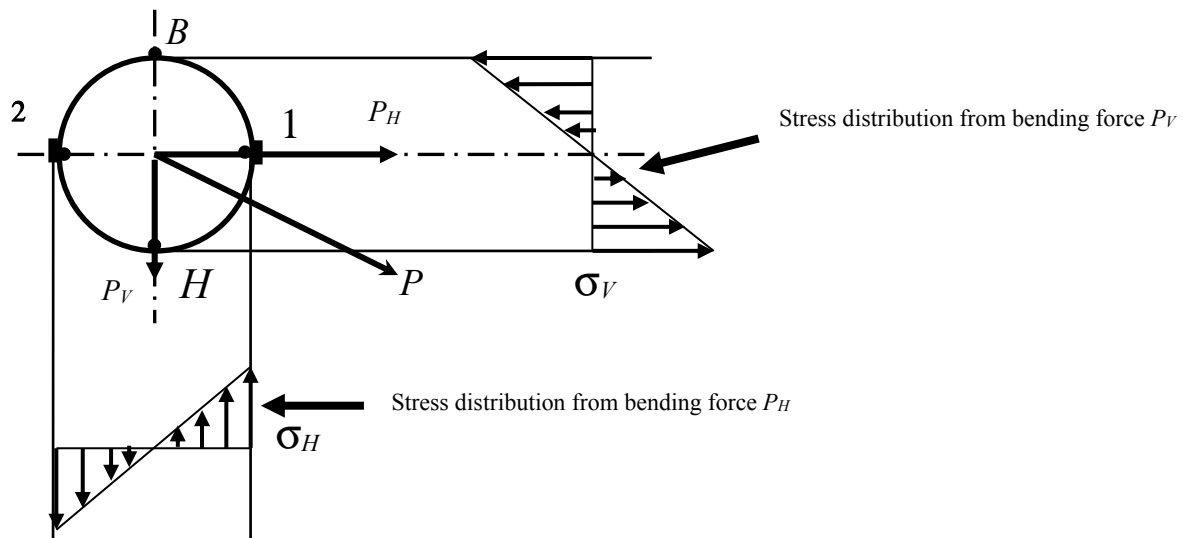 B
2
1
P_H
Stress distribution from bending force P_V
P_V
H
P
σ_V
Stress distribution from bending force P_H
σ_H